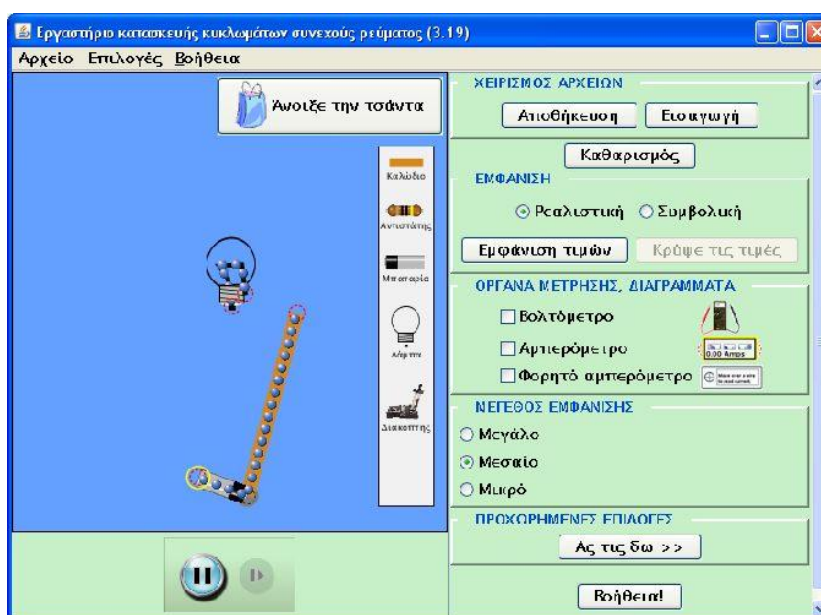 Εργαστήριο κατασκευής κυκλωμάτων συνεχούς ρεύματος (3.19)
Αρχείο Επιλογές Βοήθεια
Άνοιξε την τσάντα
Καλώδιο
Αντιστάτης
Μπαταρία
Λάμπα
Διακόπτης
ΧΕΙΡΙΣΜΟΣ ΑΡΧΕΙΩΝ
Αποθήκευση Εισαγωγή
Καθαρισμός
ΕΜΦΑΝΙΣΗ
Ρεαλιστική Συμβολική
Εμφάνιση τιμών Κρύψε τις τιμές
ΟΡΓΑΝΑ ΜΕΤΡΗΣΗΣ, ΔΙΑΓΡΑΜΜΑΤΑ
Βολτόμετρο
Αμπερόμετρο 0.00 Amps
Φορητό αμπερόμετρο
ΜΕΓΕΘΟΣ ΕΜΦΑΝΙΣΗΣ
Μεγάλο
Μεσαίο
Μικρό
ΠΡΟΧΩΡΗΜΕΝΕΣ ΕΠΙΛΟΓΕΣ
Ας τις δω >>
Βοήθεια!